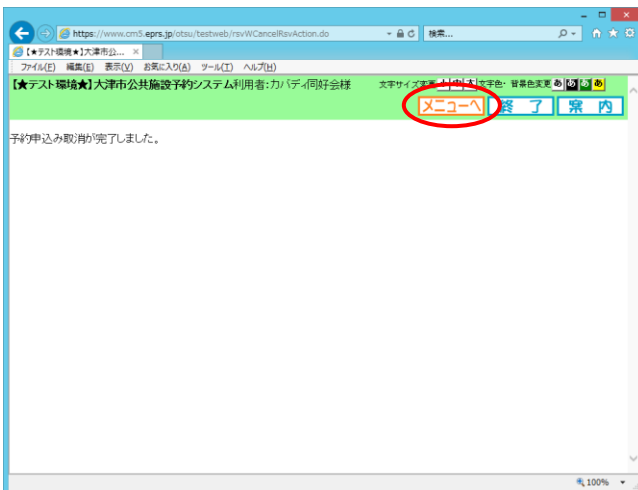 https://www.cm5.eprs.jp/otsu/testweb/rsvWCancelRsvAction.do 検索...
【★テスト環境★】大津市公... ×
ファイル(F) 編集(E) 表示(V) お気に入り(A) ツール(T) ヘルプ(H)
【★テスト環境★】大津市公共施設予約システム利用者:カバディ同好会様 文字サイズ変更 小 中 大 文字色・背景色変更 あ あ あ あ
メニューへ 終 了 案 内
予約申込み取消が完了しました。
100%